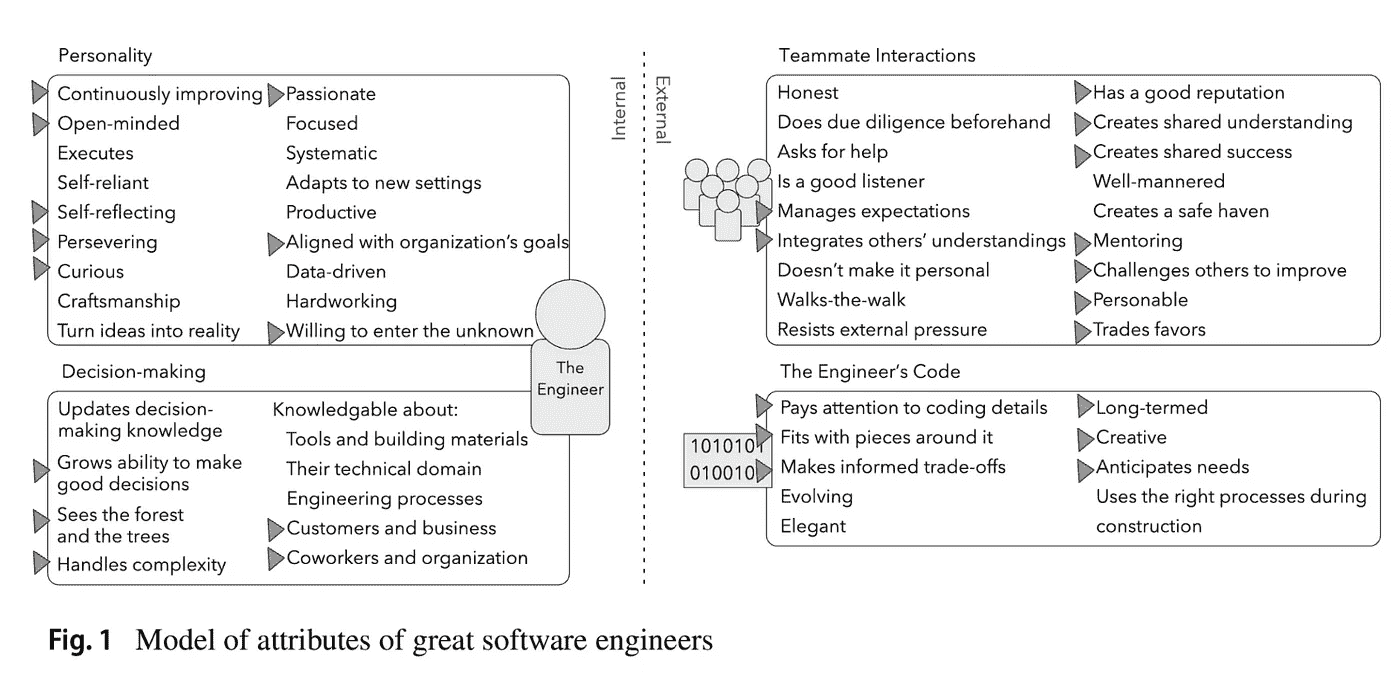 Personality
Continuously improving
Open-minded
Executes
Self-reliant
Self-reflecting
Persevering
Curious
Craftsmanship
Turn ideas into reality
Passionate
Focused
Systematic
Adapts to new settings
Productive
Aligned with organization's goals
Data-driven
Hardworking
Willing to enter the unknown
Decision-making
Updates decision-
making knowledge
Grows ability to make
good decisions
Sees the forest
and the trees
Handles complexity
Knowledgable about:
Tools and building materials
Their technical domain
Engineering processes
Customers and business
Coworkers and organization
The
Engineer
Internal
External
Teammate Interactions
Honest
Does due diligence beforehand
Asks for help
Is a good listener
Manages expectations
Integrates others' understandings
Doesn't make it personal
Walks-the-walk
Resists external pressure
Has a good reputation
Creates shared understanding
Creates shared success
Well-mannered
Creates a safe haven
Mentoring
Challenges others to improve
Personable
Trades favors
The Engineer's Code
1010101
010010
Pays attention to coding details
Fits with pieces around it
Makes informed trade-offs
Evolving
Elegant
Long-termed
Creative
Anticipates needs
Uses the right processes during
construction
Fig. 1 Model of attributes of great software engineers